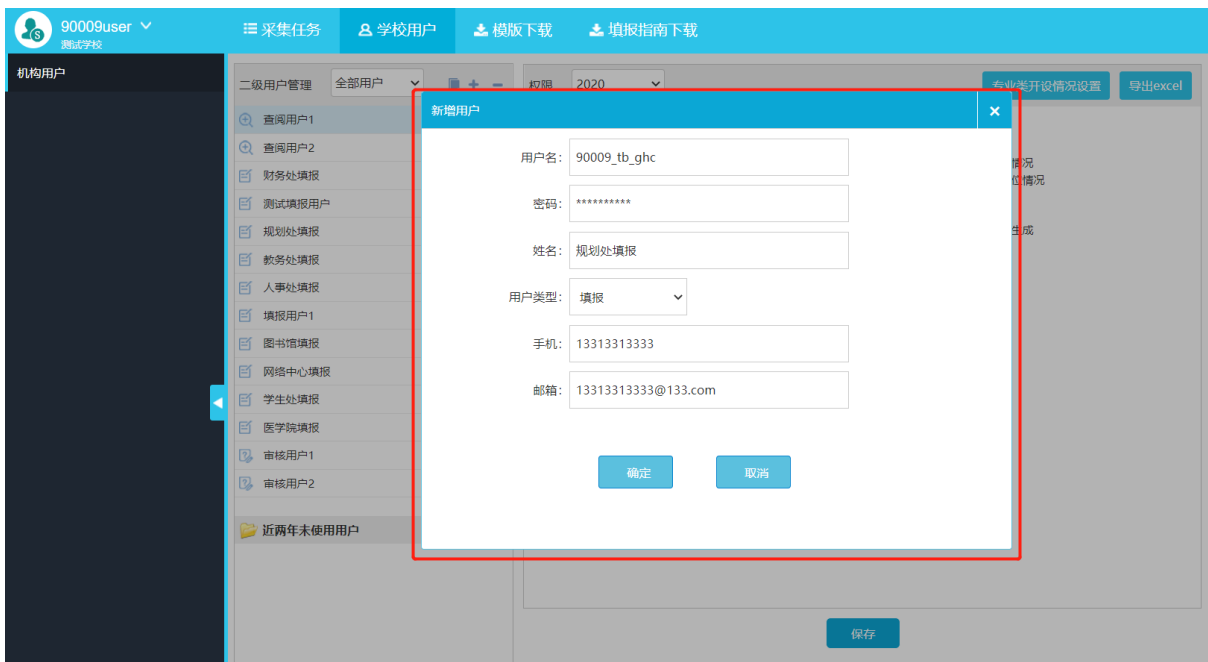 90009user
测试学校
采集任务
学校用户
模版下载
填报指南下载
机构用户
二级用户管理
全部用户
权限
2020
专业类开设情况设置
导出excel
查阅用户1
查阅用户2
财务处填报
测试填报用户
规划处填报
教务处填报
人事处填报
填报用户1
图书馆填报
网络中心填报
学生处填报
医学院填报
审核用户1
审核用户2
近两年未使用用户
新增用户
×
用户名: 90009_tb_ghc
密码: **********
姓名: 规划处填报
用户类型: 填报
手机: 13313313333
邮箱: 13313313333@133.com
确定
取消
情况
位情况
生成
保存